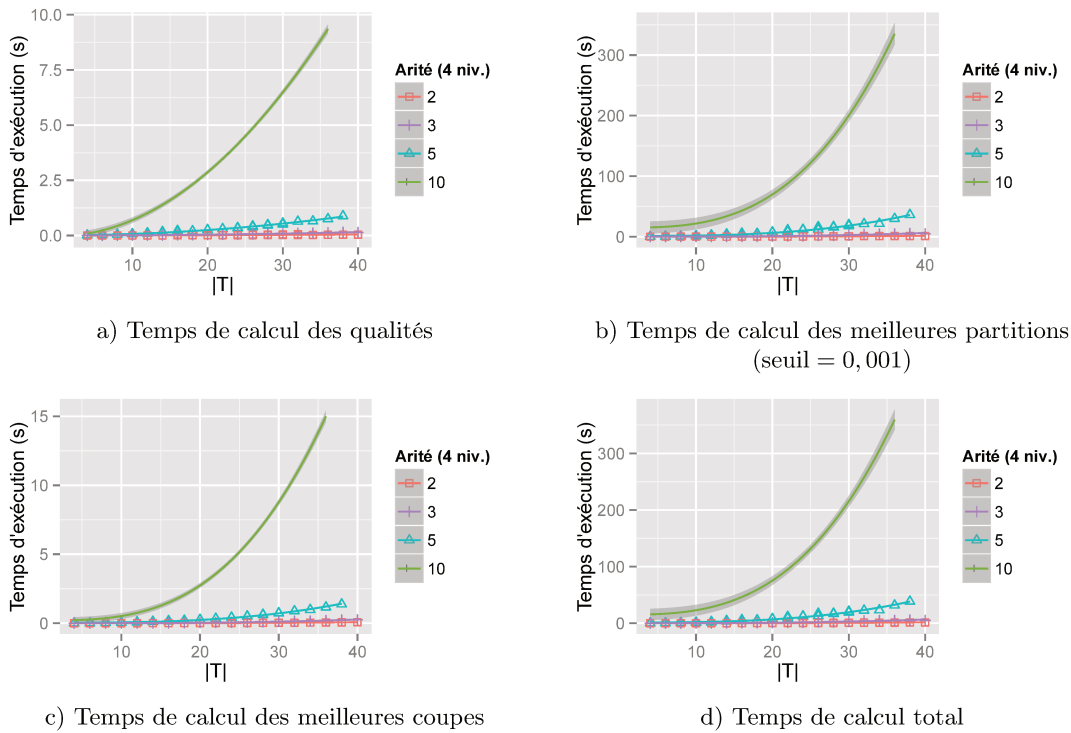 10.0
7.5
5.0
2.5
0.0
10
20
30
40
Temps d'exécution (s)
|T|
Arité (4 niv.)
2
3
5
10
a) Temps de calcul des qualités
300
200
100
0
10
20
30
40
Temps d'exécution (s)
|T|
Arité (4 niv.)
2
3
5
10
b) Temps de calcul des meilleures partitions
(seuil = 0, 001)
15
10
5
0
10
20
30
40
Temps d'exécution (s)
|T|
Arité (4 niv.)
2
3
5
10
c) Temps de calcul des meilleures coupes
300
200
100
0
10
20
30
40
Temps d'exécution (s)
|T|
Arité (4 niv.)
2
3
5
10
d) Temps de calcul total